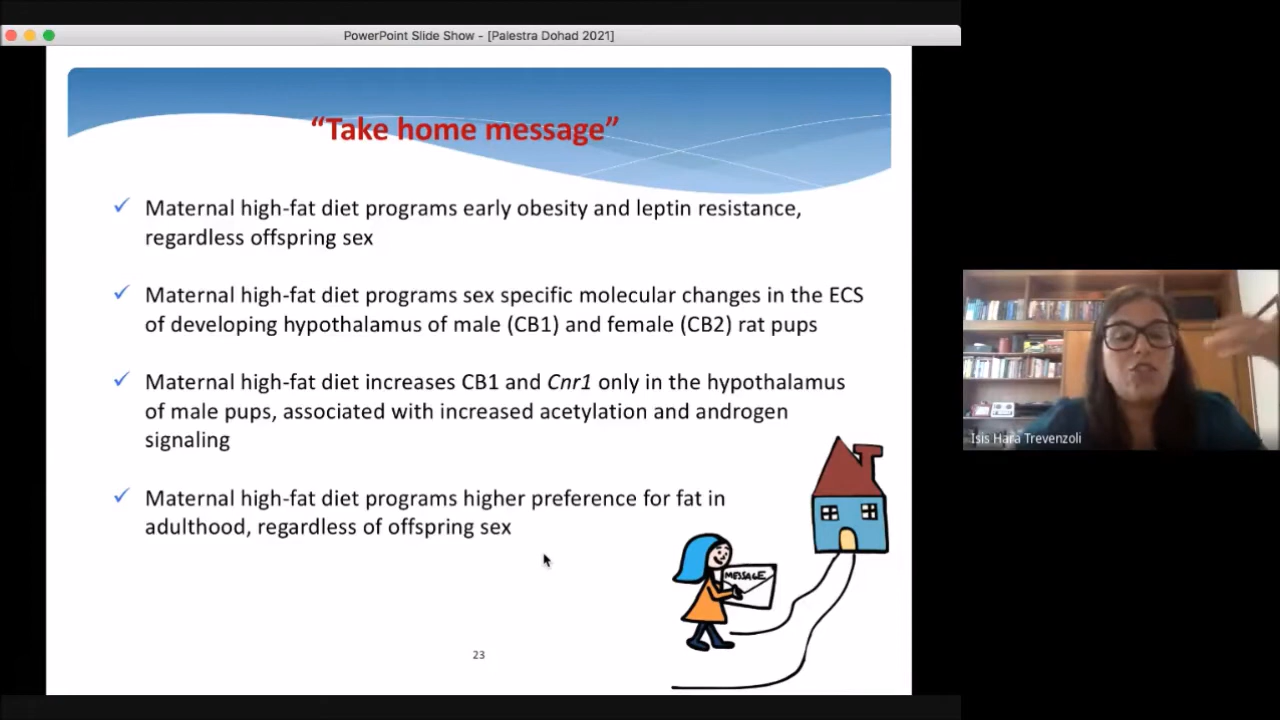 PowerPoint Slide Show - [Palestra Dohad 2021]
“Take home message”
✓ Maternal high-fat diet programs early obesity and leptin resistance,
regardless offspring sex
✓ Maternal high-fat diet programs sex specific molecular changes in the ECS
of developing hypothalamus of male (CB1) and female (CB2) rat pups
✓ Maternal high-fat diet increases CB1 and Cnr1 only in the hypothalamus
of male pups, associated with increased acetylation and androgen
signaling
✓ Maternal high-fat diet programs higher preference for fat in
adulthood, regardless of offspring sex
MESSAGE
23
Isis Hara Trevenzoli